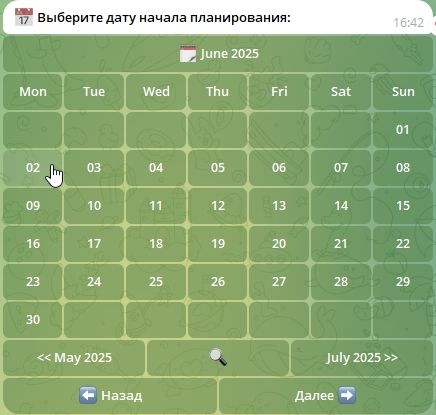 Выберите дату начала планирования:
16:42
June 2025
Mon Tue Wed Thu Fri Sat Sun
01
02 03 04 05 06 07 08
09 10 11 12 13 14 15
16 17 18 19 20 21 22
23 24 25 26 27 28 29
30
<< May 2025 July 2025 >>
Назад Далее